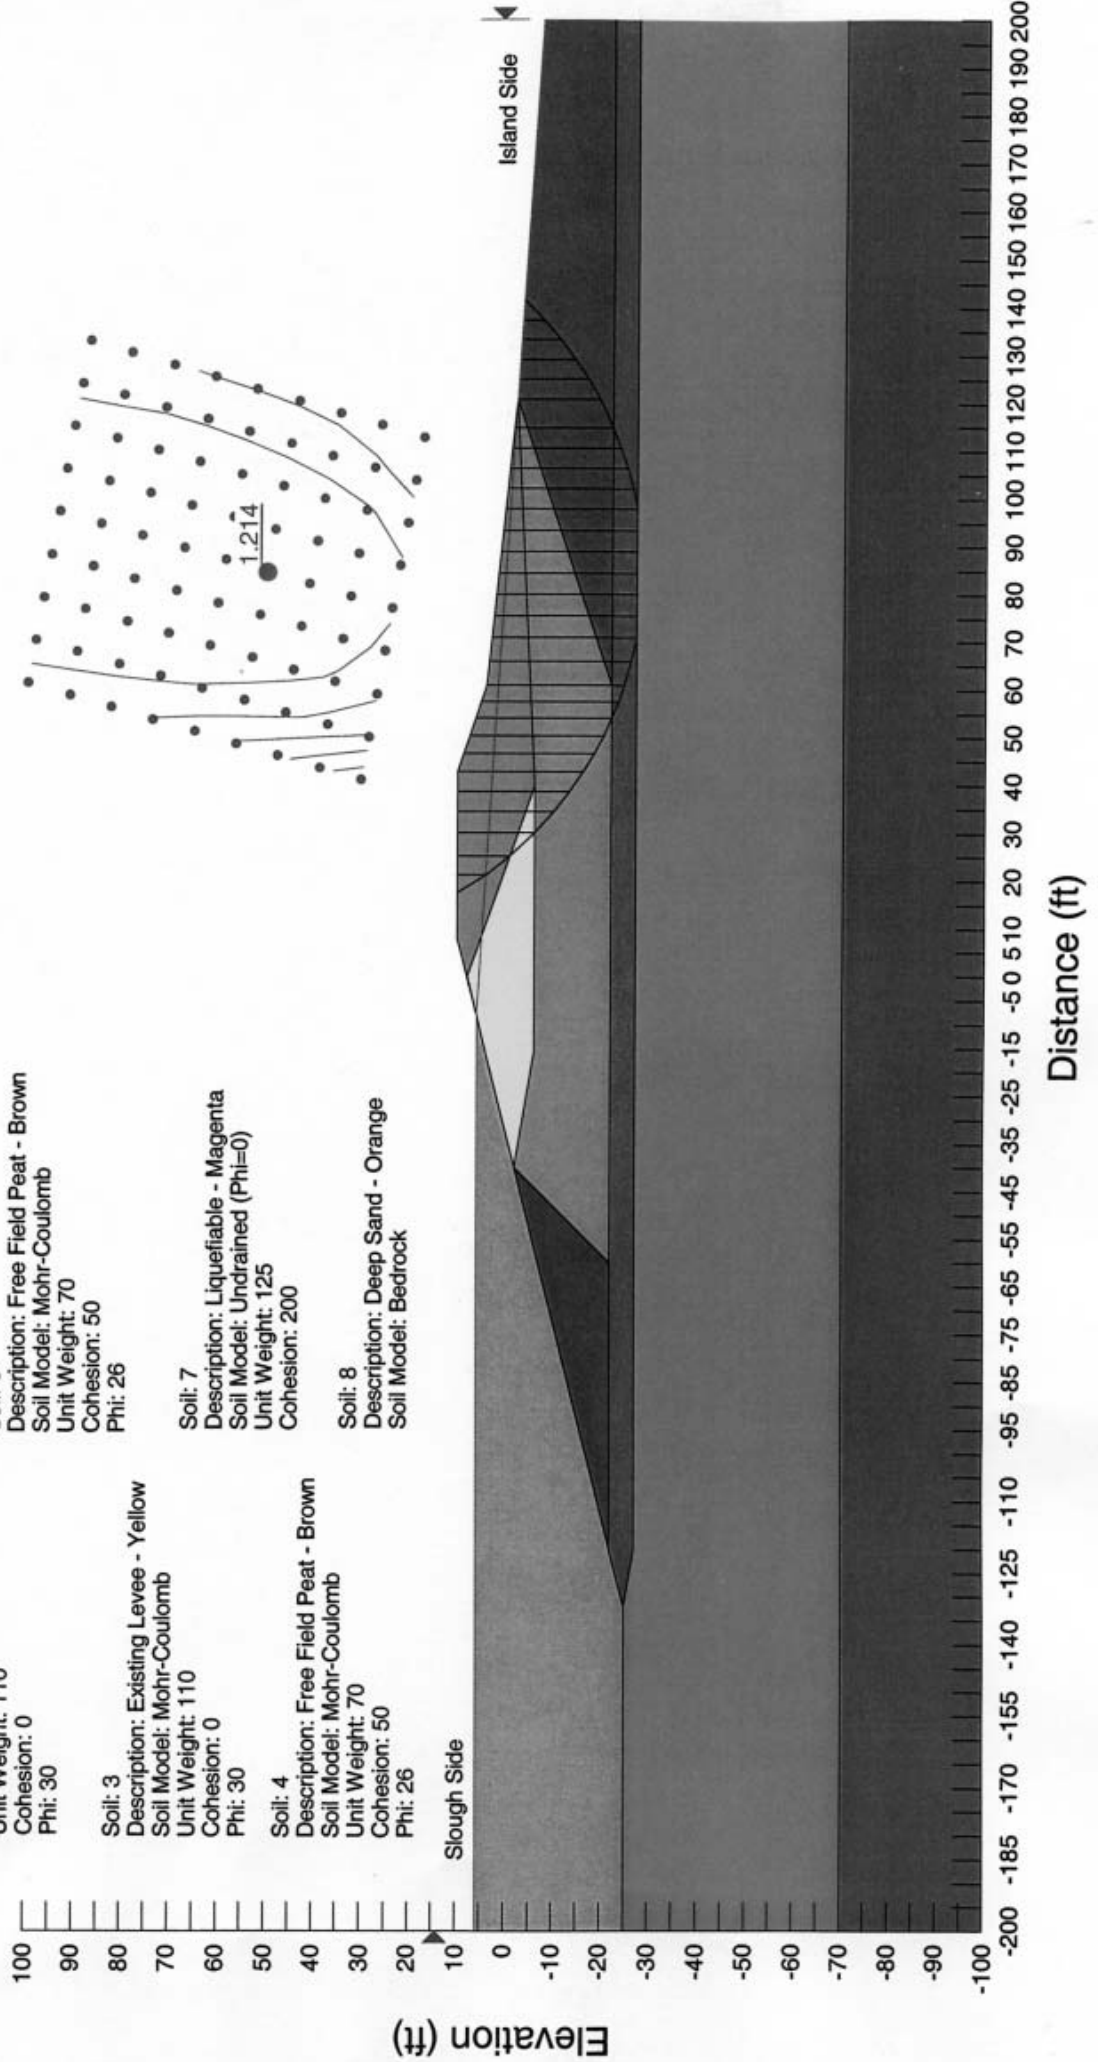 Cohesion: 0
Phi: 30
Soil: 3
Description: Existing Levee - Yellow
Soil Model: Mohr-Coulomb
Unit Weight: 110
Cohesion: 0
Phi: 30
Soil: 4
Description: Free Field Peat - Brown
Soil Model: Mohr-Coulomb
Unit Weight: 70
Cohesion: 50
Phi: 26
Description: Free Field Peat - Brown
Soil Model: Mohr-Coulomb
Unit Weight: 70
Cohesion: 50
Phi: 26
Soil: 7
Description: Liquefiable - Magenta
Soil Model: Undrained (Phi=0)
Unit Weight: 125
Cohesion: 200
Soil: 8
Description: Deep Sand - Orange
Soil Model: Bedrock
1.214
Slough Side
Island Side
Elevation (ft)
100
90
80
70
60
50
40
30
20
10
0
-10
-20
-30
-40
-50
-60
-70
-80
-90
-100
-200 -185 -170 -155 -140 -125 -110 -95 -85 -75 -65 -55 -45 -35 -25 -15 -5 0 5 10 20 30 40 50 60 70 80 90 100 110 120 130 140 150 160 170 180 190 200
Distance (ft)